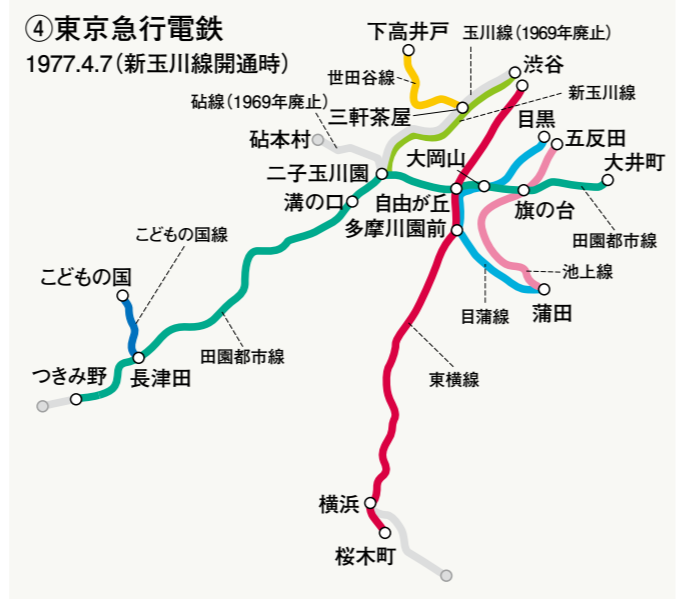 ④東京急行電鉄
1977.4.7(新玉川線開通時)
下高井戸
玉川線(1969年廃止)
渋谷
世田谷線
新玉川線
砧線(1969年廃止)
三軒茶屋
砧本村
目黒
五反田
大岡山
大井町
二子玉川園
溝の口
自由が丘
旗の台
多摩川園前
田園都市線
こどもの国線
こどもの国
池上線
目蒲線
蒲田
田園都市線
つきみ野
長津田
東横線
横浜
桜木町